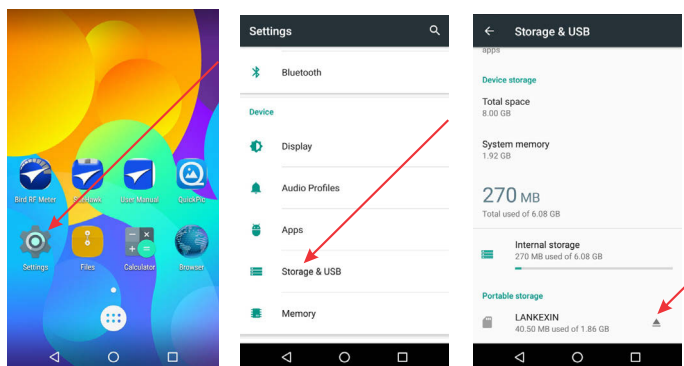 Bird RF Meter
SiteHawk
User Manual
QuickPic
Settings
Files
Calculator
Browser
Settings
Bluetooth
Device
Display
Audio Profiles
Apps
Storage & USB
Memory
Storage & USB
apps
Device storage
Total space
8.00 GB
System memory
1.92 GB
270 MB
Total used of 6.08 GB
Internal storage
270 MB used of 6.08 GB
Portable storage
LANKEXIN
40.50 MB used of 1.86 GB